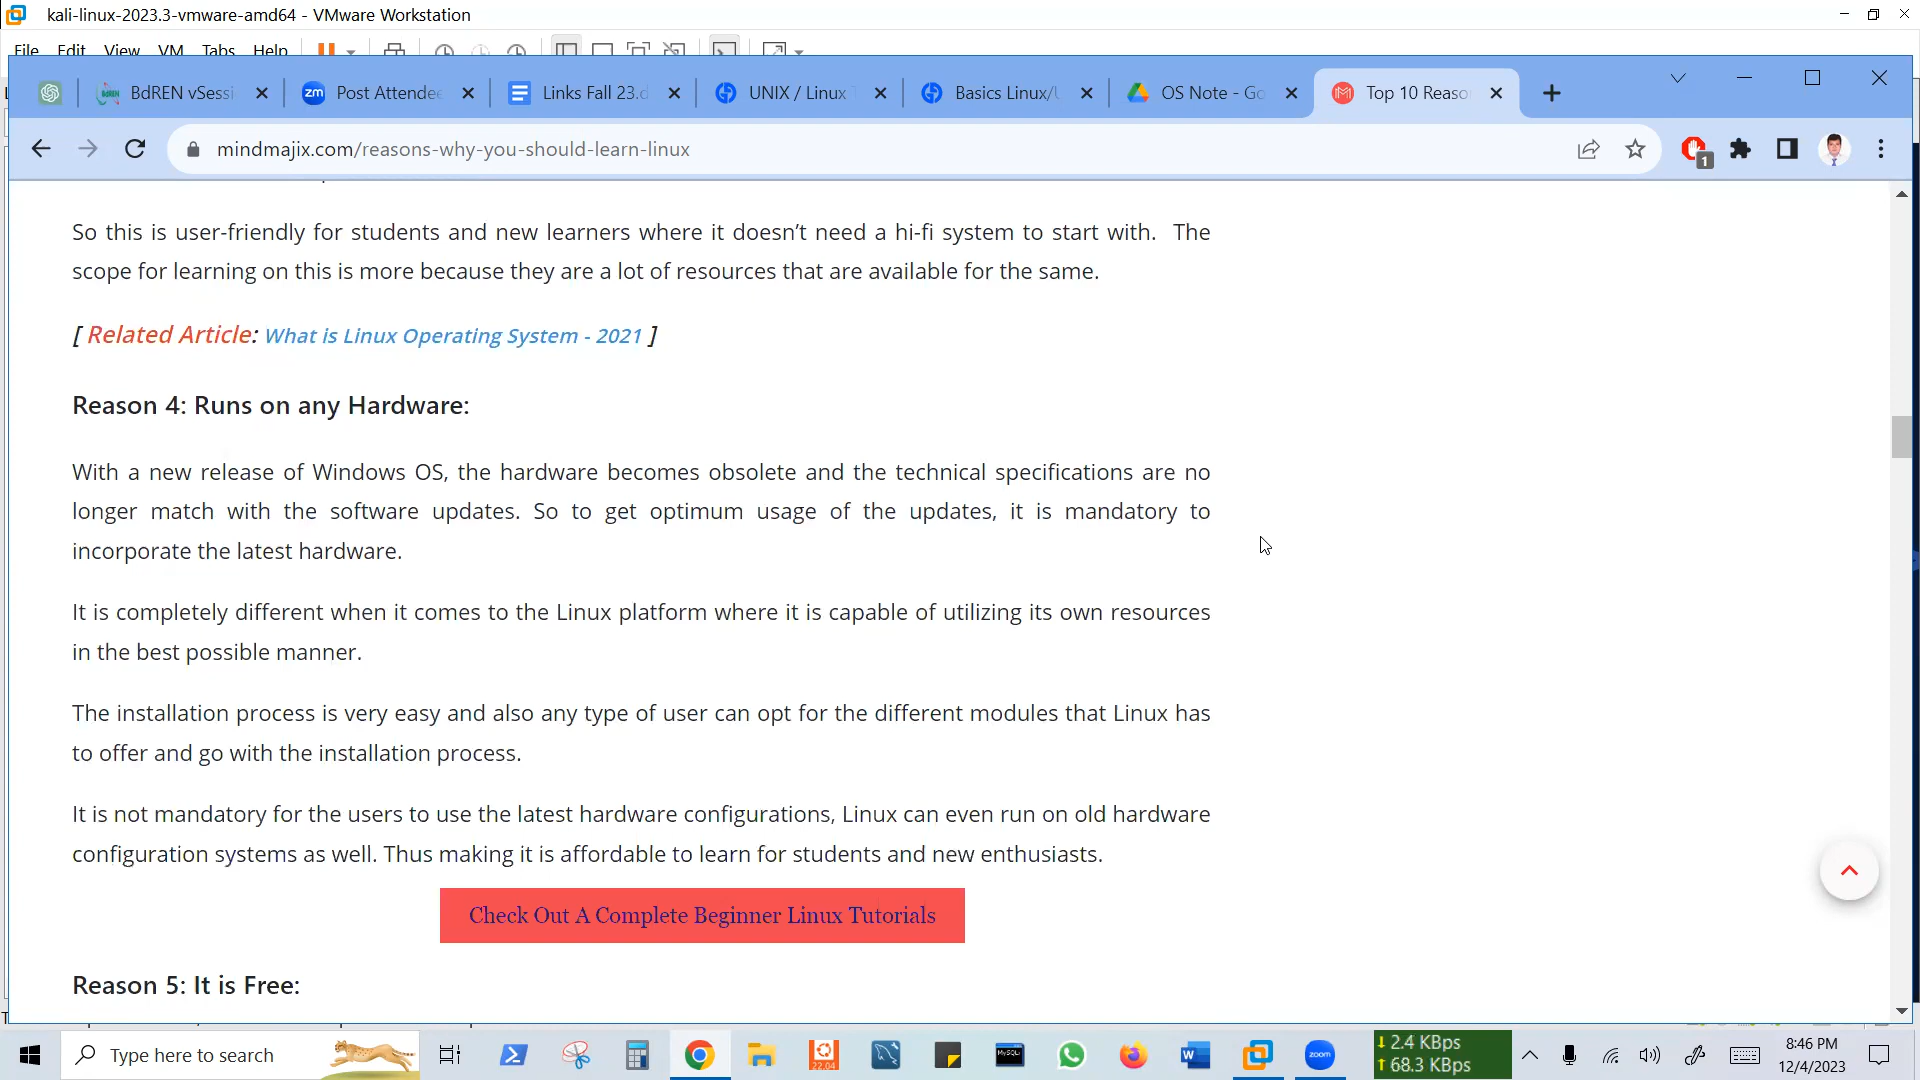 kali-linux-2023.3-vmware-amd64 - VMware Workstation
File Edit View VM Tabs Help
BdREN vSessi
zm Post Attendee
Links Fall 23.d
UNIX / Linux
Basics Linux/
OS Note - Go
Top 10 Reaso
mindmajix.com/reasons-why-you-should-learn-linux
1
So this is user-friendly for students and new learners where it doesn't need a hi-fi system to start with. The
scope for learning on this is more because they are a lot of resources that are available for the same.
[ Related Article: What is Linux Operating System - 2021 ]
Reason 4: Runs on any Hardware:
With a new release of Windows OS, the hardware becomes obsolete and the technical specifications are no
longer match with the software updates. So to get optimum usage of the updates, it is mandatory to
incorporate the latest hardware.
It is completely different when it comes to the Linux platform where it is capable of utilizing its own resources
in the best possible manner.
The installation process is very easy and also any type of user can opt for the different modules that Linux has
to offer and go with the installation process.
It is not mandatory for the users to use the latest hardware configurations, Linux can even run on old hardware
configuration systems as well. Thus making it is affordable to learn for students and new enthusiasts.
Check Out A Complete Beginner Linux Tutorials
Reason 5: It is Free:
Type here to search
22.04
MySQL
W
zoom
2.4 KBps
68.3 KBps
8:46 PM
12/4/2023